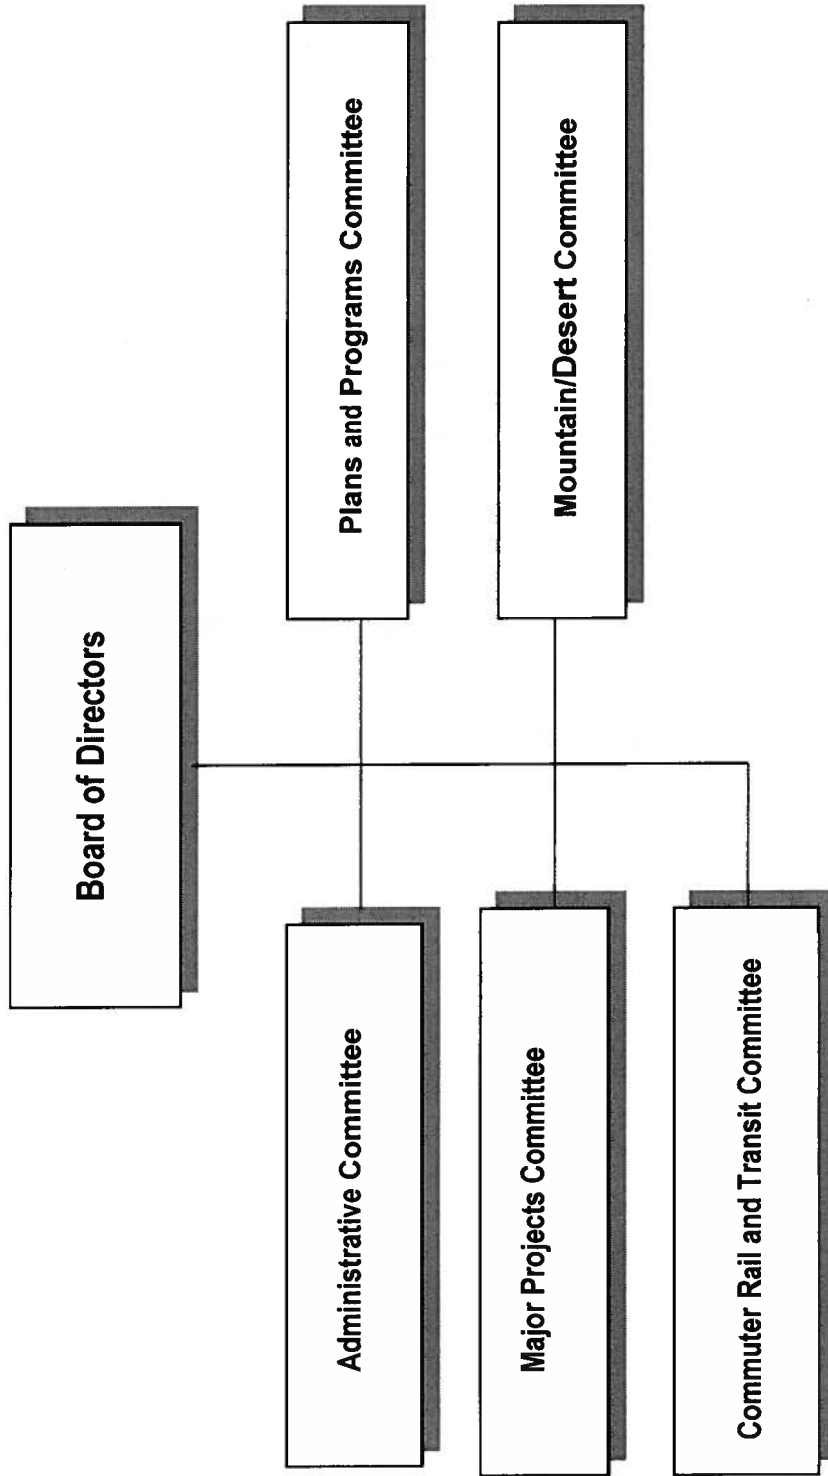 Board of Directors
Administrative Committee
Plans and Programs Committee
Major Projects Committee
Mountain/Desert Committee
Commuter Rail and Transit Committee